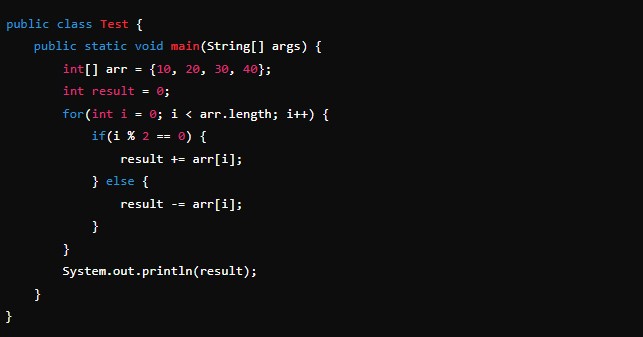 public class Test {
    public static void main(String[] args) {
        int[] arr = {10, 20, 30, 40};
        int result = 0;
        for(int i = 0; i < arr.length; i++) {
            if(i % 2 == 0) {
                result += arr[i];
            } else {
                result -= arr[i];
            }
        }
        System.out.println(result);
    }
}